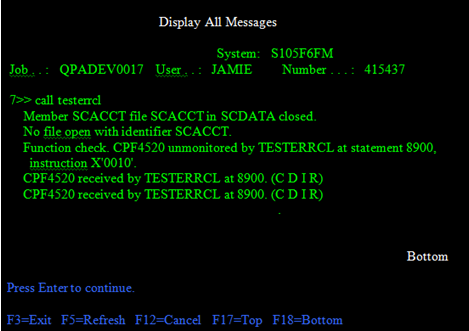 Display All Messages
System: S105F6FM
Job . . : QPADEV0017 User . . : JAMIE Number . . . : 415437
7>> call testerrcl
Member SCACCT file SCACCT in SCDATA closed.
No file open with identifier SCACCT.
Function check. CPF4520 unmonitored by TESTERRCL at statement 8900,
instruction X'0010'.
CPF4520 received by TESTERRCL at 8900. (C D I R)
CPF4520 received by TESTERRCL at 8900. (C D I R)
.
Bottom
Press Enter to continue.
F3=Exit F5=Refresh F12=Cancel F17=Top F18=Bottom